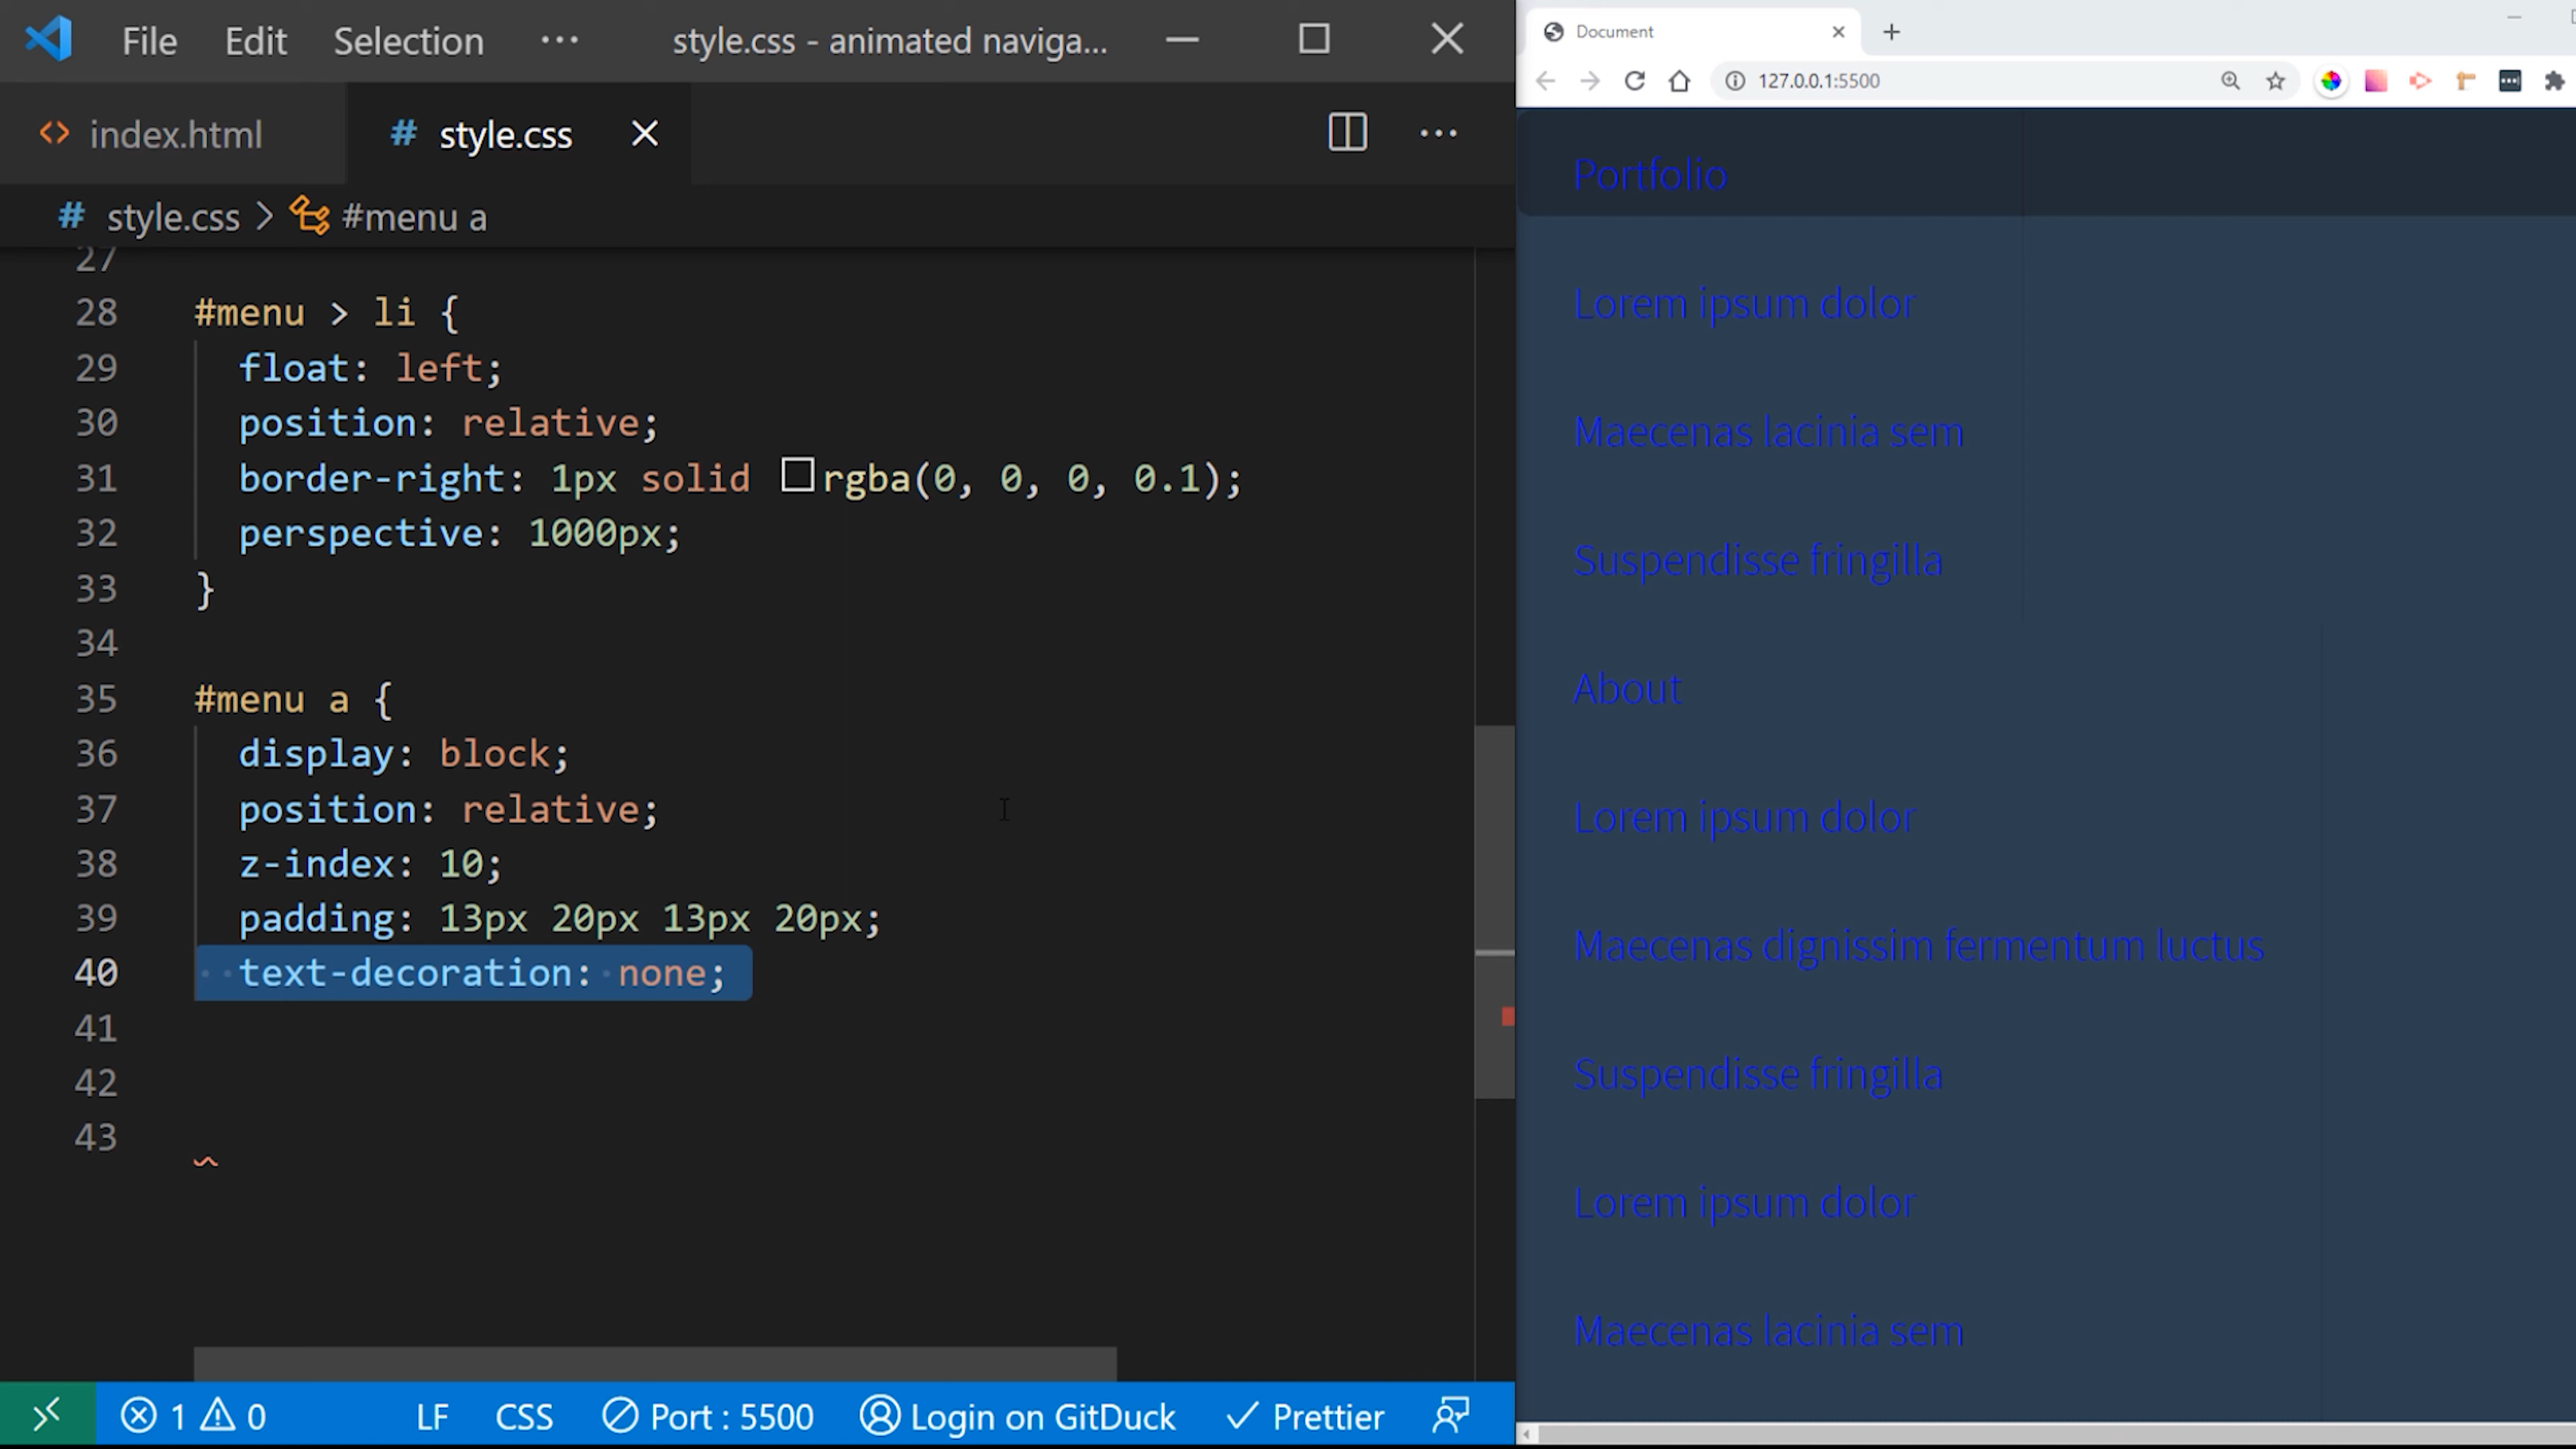 File Edit Selection ··· style.css - animated naviga...
index.html style.css ···
# style.css > #menu a
27
28 #menu > li {
29 float: left;
30 position: relative;
31 border-right: 1px solid rgba(0, 0, 0, 0.1);
32 perspective: 1000px;
33 }
34
35 #menu a {
36 display: block;
37 position: relative;
38 z-index: 10;
39 padding: 13px 20px 13px 20px;
40 text-decoration: none;
41
42
43
1 0 LF CSS Port : 5500 Login on GitDuck Prettier
Document
127.0.0.1:5500
Portfolio
Lorem ipsum dolor
Maecenas lacinia sem
Suspendisse fringilla
About
Lorem ipsum dolor
Maecenas dignissim fermentum luctus
Suspendisse fringilla
Lorem ipsum dolor
Maecenas lacinia sem